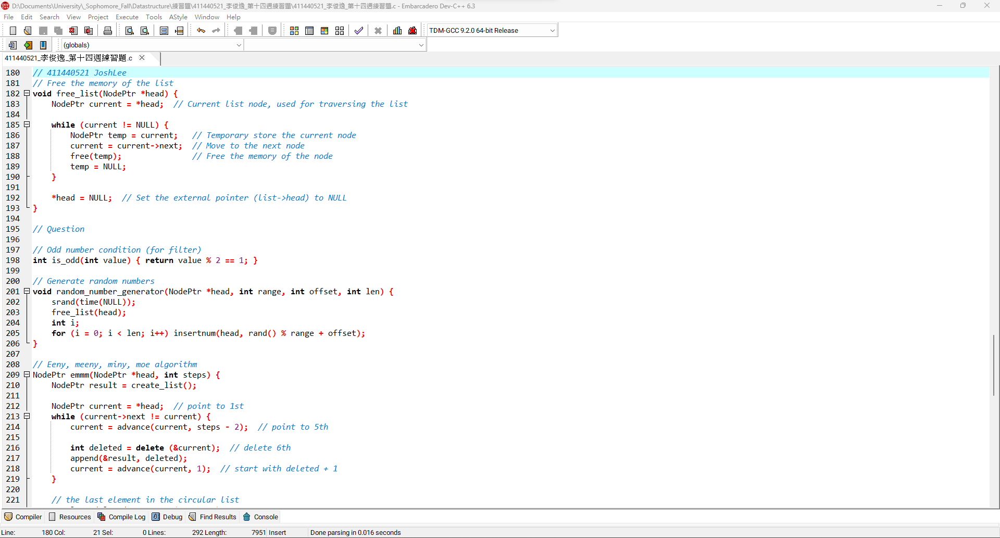 D:\Documents\University\_Sophomore_Fall\Datastructure\練習題\411440521_李俊逸_第十四週練習題\411440521_李俊逸_第十四週練習題.c - Embarcadero Dev-C++ 6.3
File Edit Search View Project Execute Tools AStyle Window Help
TDM-GCC 9.2.0 64-bit Release
(globals)
411440521_李俊逸_第十四週練習題.c
180 // 411440521 JoshLee
181 // Free the memory of the list
182 void free_list(NodePtr *head) {
183     NodePtr current = *head;  // Current list node, used for traversing the list
184
185     while (current != NULL) {
186         NodePtr temp = current;   // Temporary store the current node
187         current = current->next;  // Move to the next node
188         free(temp);               // Free the memory of the node
189         temp = NULL;
190     }
191
192     *head = NULL;  // Set the external pointer (list->head) to NULL
193 }
194
195 // Question
196
197 // Odd number condition (for filter)
198 int is_odd(int value) { return value % 2 == 1; }
199
200 // Generate random numbers
201 void random_number_generator(NodePtr *head, int range, int offset, int len) {
202     srand(time(NULL));
203     free_list(head);
204     int i;
205     for (i = 0; i < len; i++) insertnum(head, rand() % range + offset);
206 }
207
208 // Eeny, meeny, miny, moe algorithm
209 NodePtr emmm(NodePtr *head, int steps) {
210     NodePtr result = create_list();
211
212     NodePtr current = *head;  // point to 1st
213     while (current->next != current) {
214         current = advance(current, steps - 2);  // point to 5th
215
216         int deleted = delete (&current);  // delete 6th
217         append(&result, deleted);
218         current = advance(current, 1);  // start with deleted + 1
219     }
220
221     // the last element in the circular list
Compiler Resources Compile Log Debug Find Results Console
Line: 180 Col: 21 Sel: 0 Lines: 292 Length: 7951 Insert Done parsing in 0.016 seconds